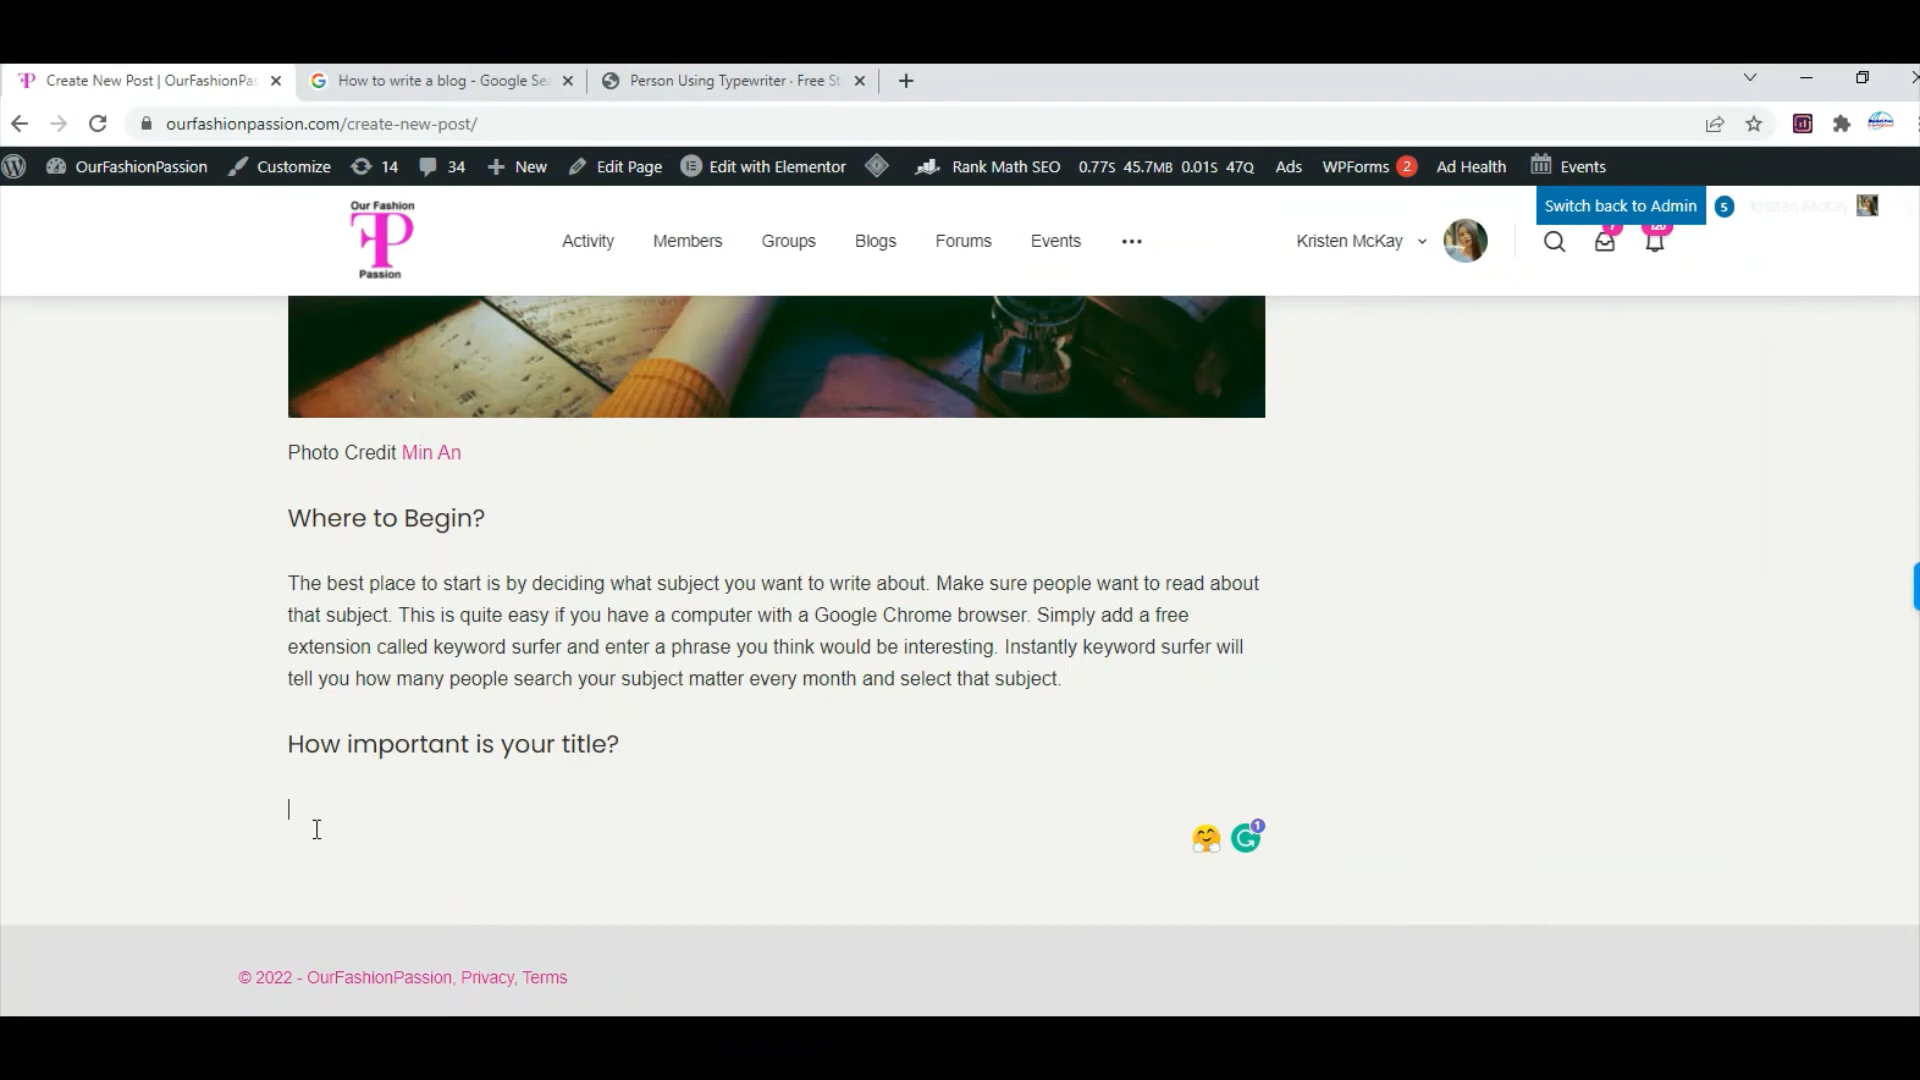 Create New Post | OurFashionPas
How to write a blog - Google Sea
Person Using Typewriter · Free St
ourfashionpassion.com/create-new-post/
OurFashionPassion Customize 14 34 New Edit Page Edit with Elementor Rank Math SEO 0.77S 45.7MB 0.01S 47Q Ads WPForms 2 Ad Health Events
Switch back to Admin 5 Kristen McKay
Our Fashion
FP
Passion
Activity Members Groups Blogs Forums Events ••• Kristen McKay
Photo Credit Min An
Where to Begin?
The best place to start is by deciding what subject you want to write about. Make sure people want to read about
that subject. This is quite easy if you have a computer with a Google Chrome browser. Simply add a free
extension called keyword surfer and enter a phrase you think would be interesting. Instantly keyword surfer will
tell you how many people search your subject matter every month and select that subject.
How important is your title?
1
© 2022 - OurFashionPassion, Privacy, Terms